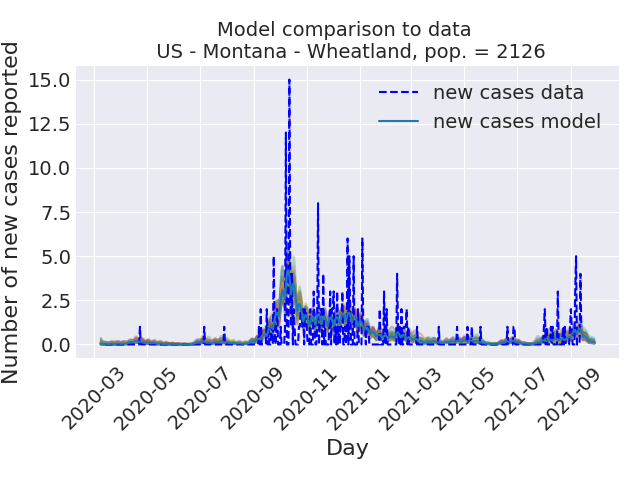 Model comparison to data
US - Montana - Wheatland, pop. = 2126
Number of new cases reported
15.0
12.5
10.0
7.5
5.0
2.5
0.0
new cases data
new cases model
2020-03
2020-05
2020-07
2020-09
2020-11
2021-01
2021-03
2021-05
2021-07
2021-09
Day